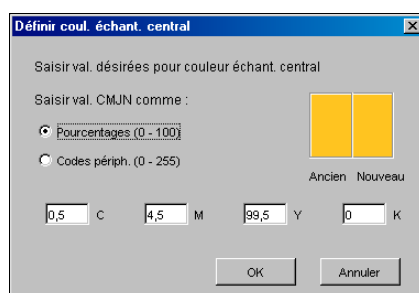 Définir coul. échant. central
Saisir val. désirées pour couleur échant. central
Saisir val. CMJN comme :
Pourcentages (0 - 100)
Codes périph. (0 - 255)
Ancien Nouveau
0,5 C 4,5 M 99,5 Y 0 K
OK Annuler